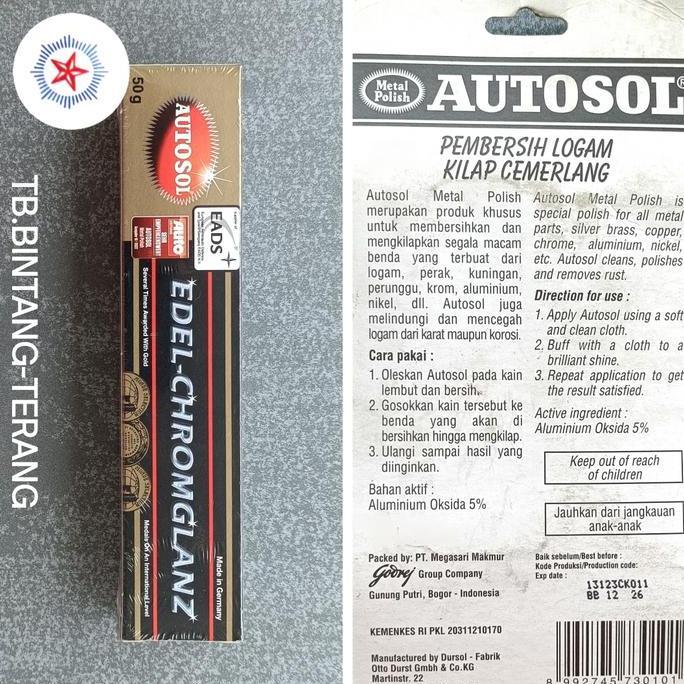 TB.BINTANG-TERANG
50 g
AUTOSOL
EADS
AUTOSOL
EDEL-CHROMGLANZ
Several Times Awarded With Gold
Medals On An International Level
Made in Germany
Metal
Polish
AUTOSOL®
PEMBERSIH LOGAM
KILAP CEMERLANG
Autosol Metal Polish
merupakan produk khusus
untuk membersihkan dan
mengkilapkan segala macam
benda yang terbuat dari
logam, perak, kuningan,
perunggu, krom, aluminium,
nikel, dll. Autosol juga
melindungi dan mencegah
logam dari karat maupun korosi.
Cara pakai :
1. Oleskan Autosol pada kain
lembut dan bersih.
2. Gosokkan kain tersebut ke
benda yang akan di
bersihkan hingga mengkilap.
3. Ulangi sampai hasil yang
diinginkan.
Bahan aktif :
Aluminium Oksida 5%
Autosol Metal Polish is
special polish for all metal
parts, silver brass, copper,
chrome, aluminium, nickel,
etc. Autosol cleans, polishes
and removes rust.
Direction for use :
1. Apply Autosol using a soft
and clean cloth.
2. Buff with a cloth to a
brilliant shine.
3. Repeat application to get
the result satisfied.
Active ingredient :
Aluminium Oksida 5%
Keep out of reach
of children
Jauhkan dari jangkauan
anak-anak
Packed by: PT. Megasari Makmur
Godrej Group Company
Gunung Putri, Bogor - Indonesia
KEMENKES RI PKL 20311210170
Manufactured by Dursol - Fabrik
Otto Durst Gmbh & Co.KG
Martinstr. 22
Baik sebelum/Best before :
Kode Produksi/Production code:
Exp date :
13123CK011
BB 12 26
8 992745 730101